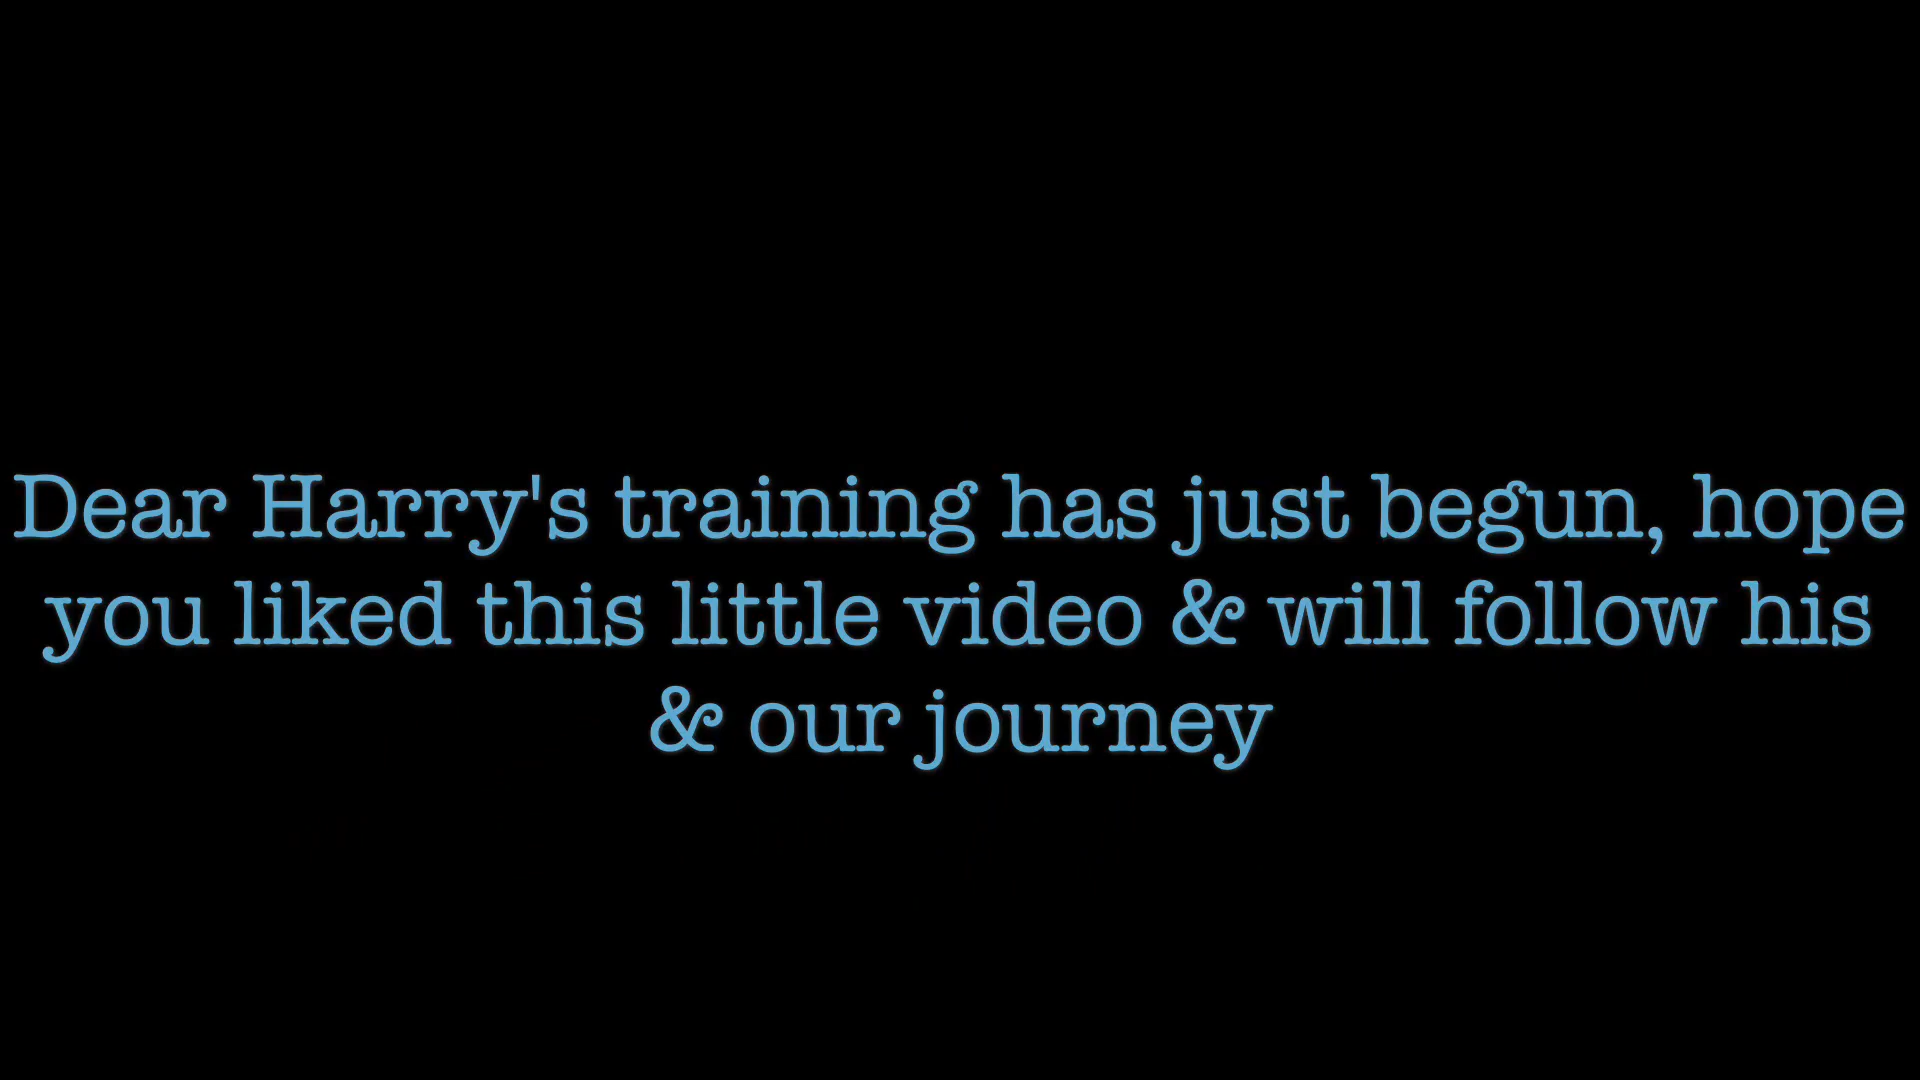 Dear Harry's training has just begun, hope
you liked this little video & will follow his
& our journey